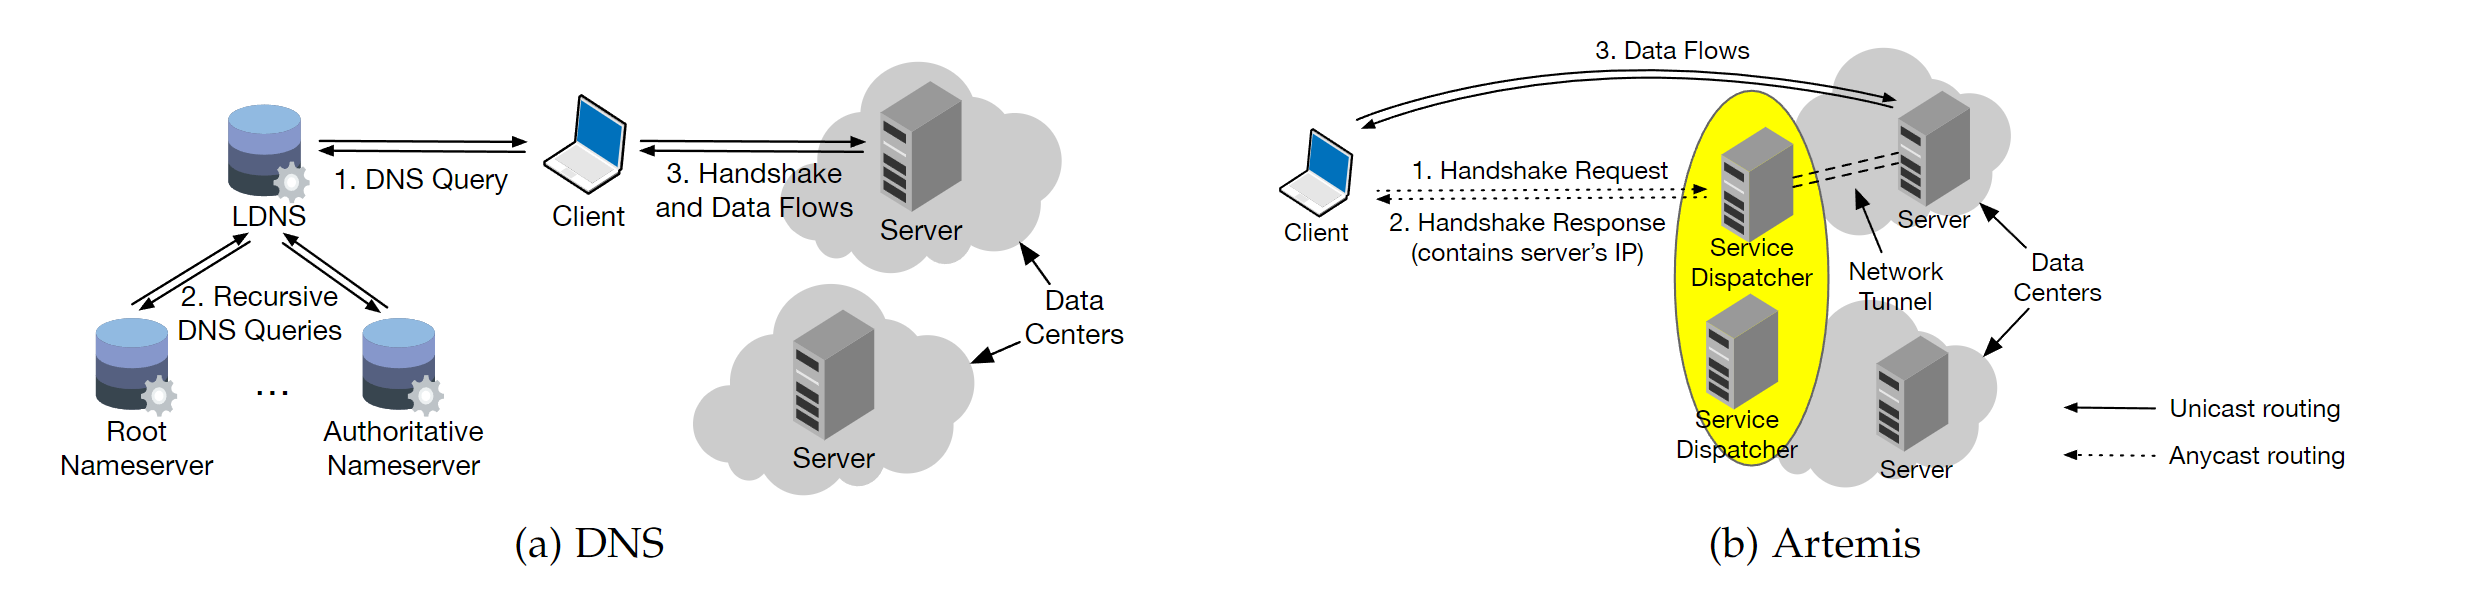 LDNS
1. DNS Query
Client
3. Handshake
and Data Flows
Server
2. Recursive
DNS Queries
...
Root
Nameserver
Authoritative
Nameserver
Server
Data
Centers
(a) DNS
3. Data Flows
Client
1. Handshake Request
2. Handshake Response
(contains server's IP)
Service
Dispatcher
Service
Dispatcher
Network
Tunnel
Server
Server
Data
Centers
Unicast routing
Anycast routing
(b) Artemis